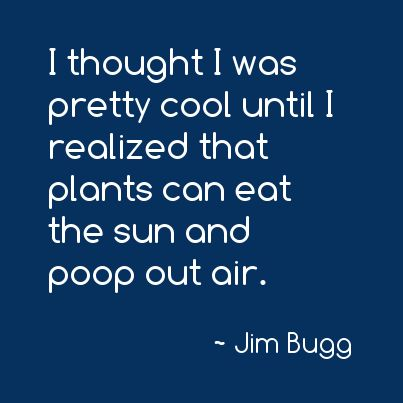 I thought I was
pretty cool until I
realized that
plants can eat
the sun and
poop out air.
~ Jim Bugg